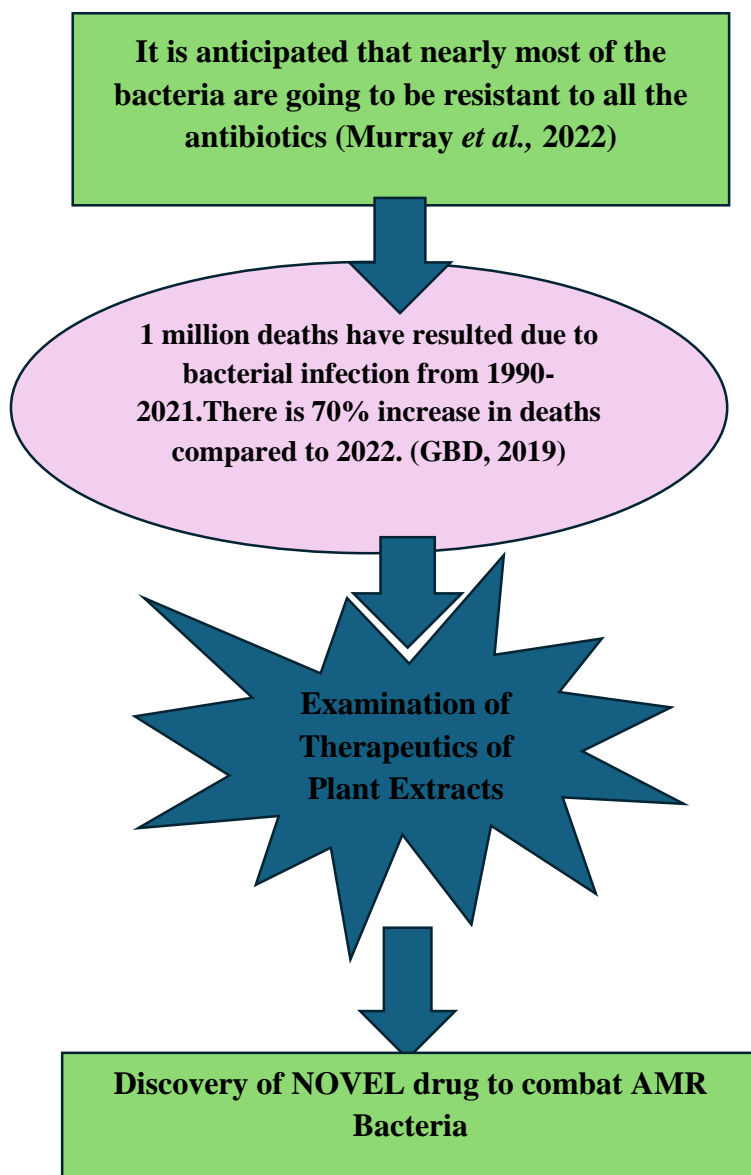 It is anticipated that nearly most of the
bacteria are going to be resistant to all the
antibiotics (Murray et al., 2022)
1 million deaths have resulted due to
bacterial infection from 1990-
2021.There is 70% increase in deaths
compared to 2022. (GBD, 2019)
Examination of
Therapeutics of
Plant Extracts
Discovery of NOVEL drug to combat AMR
Bacteria